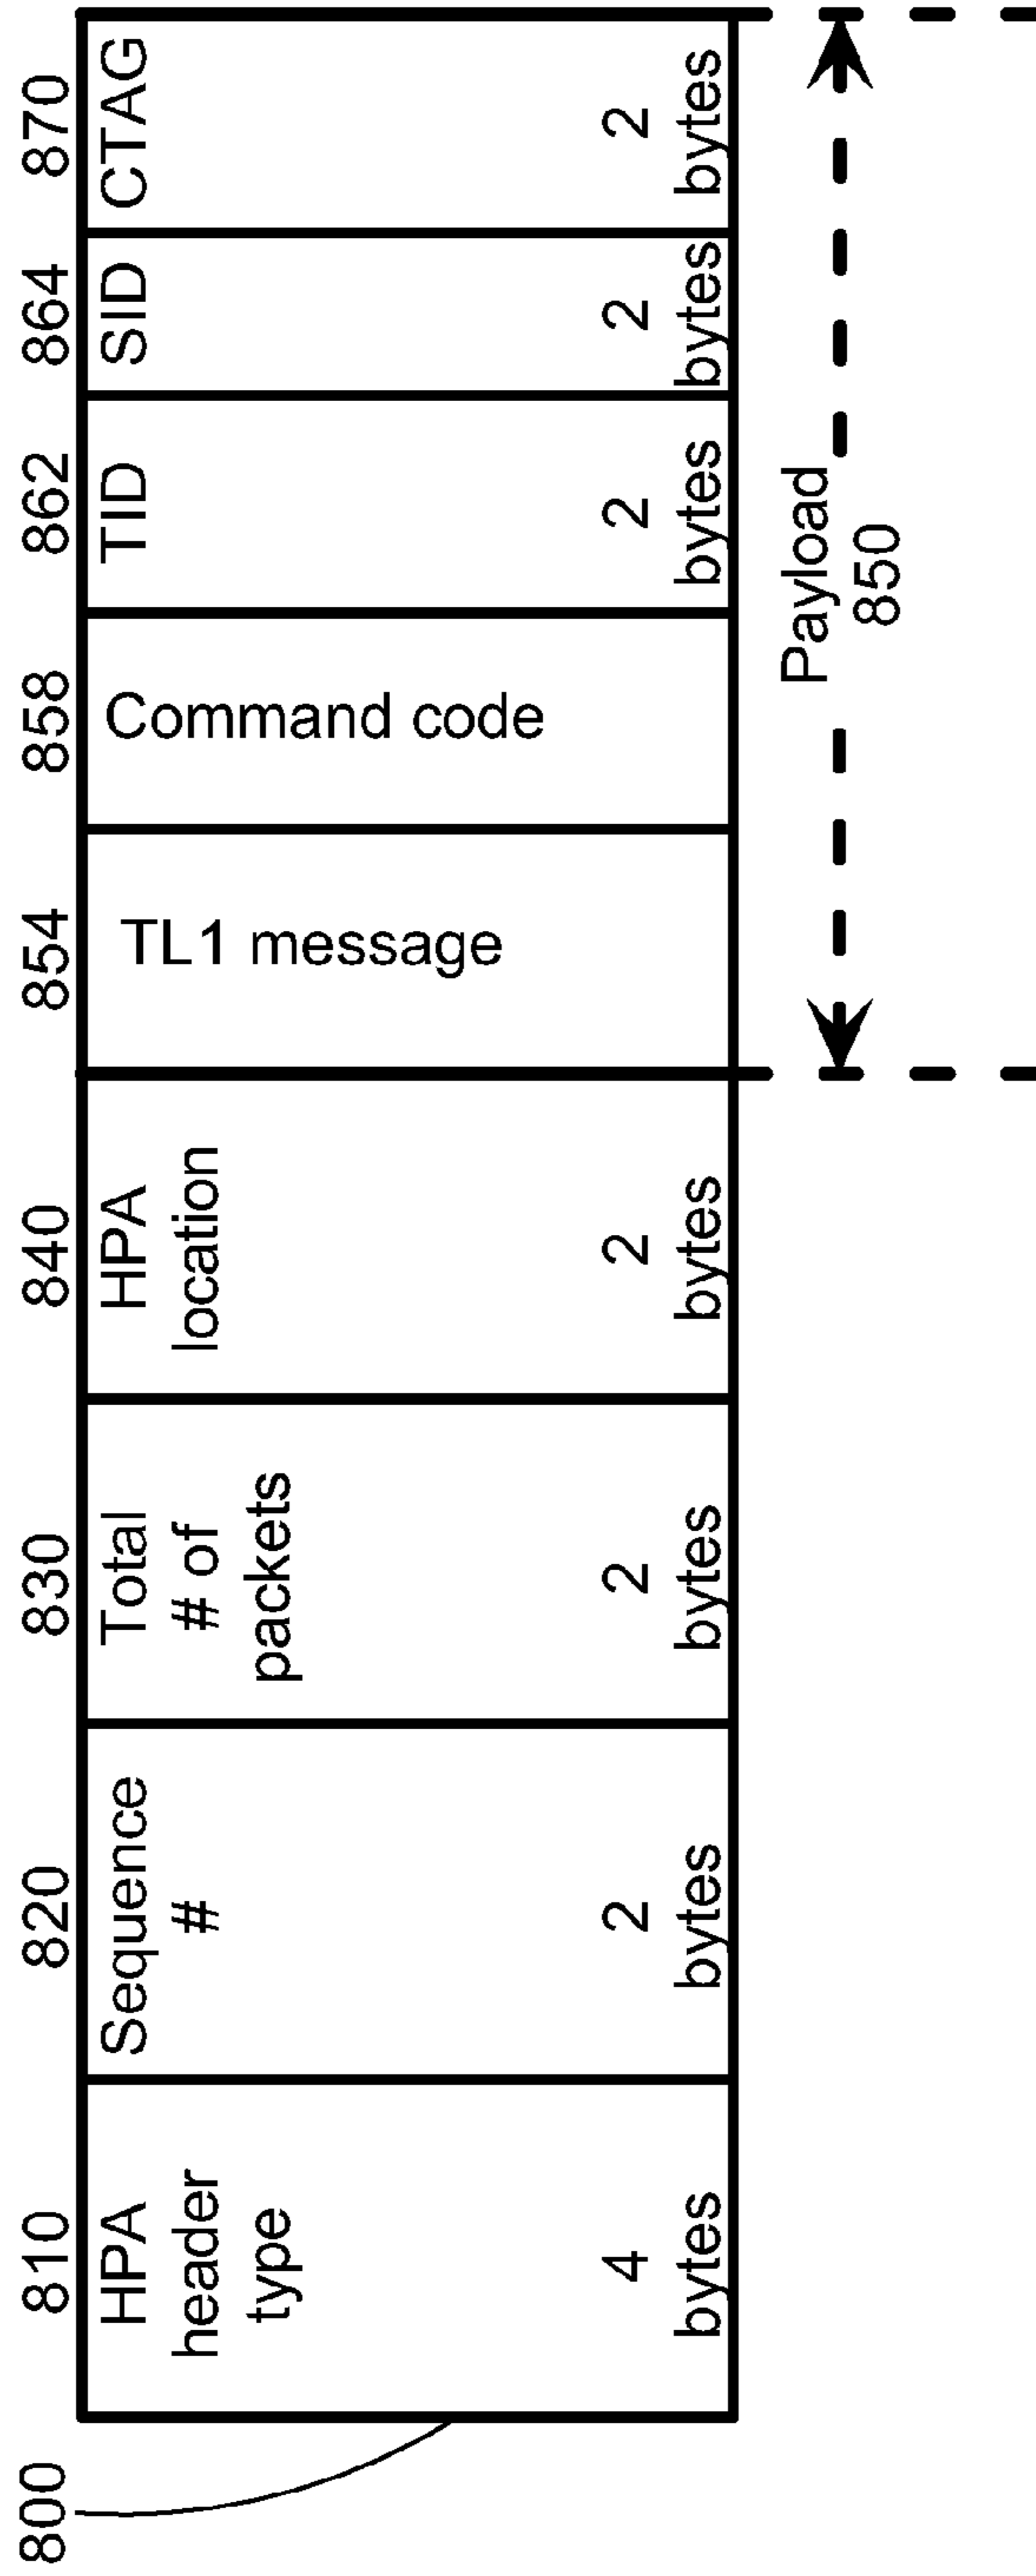 800
810
HPA
header
type
4
bytes
820
Sequence
#
2
bytes
830
Total
# of
packets
2
bytes
840
HPA
location
2
bytes
854
TL1 message
858
Command code
862
TID
2
bytes
864
SID
2
bytes
870
CTAG
2
bytes
Payload
850